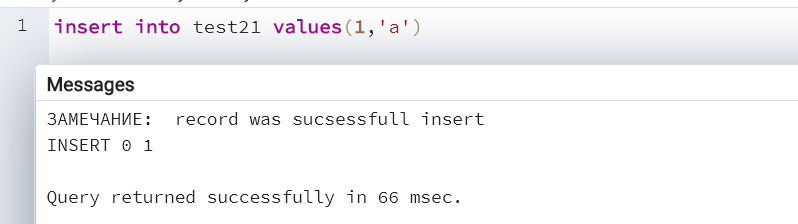 1 insert into test21 values(1,'a')
Messages
ЗАМЕЧАНИЕ:  record was sucsessfull insert
INSERT 0 1
Query returned successfully in 66 msec.